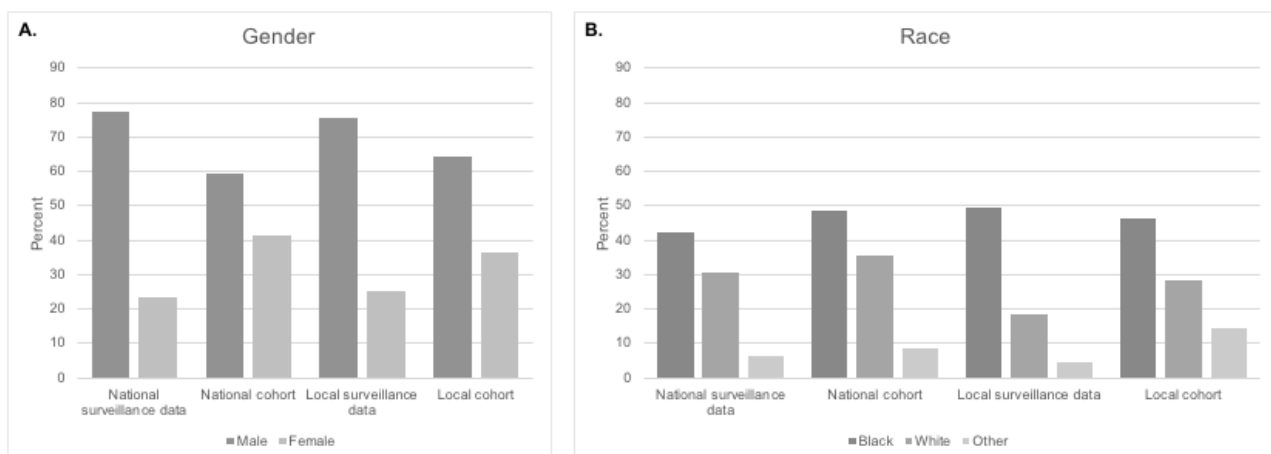 A.
Gender
90
80
70
60
50
40
30
20
10
0
Percent
National surveillance data
National cohort
Local surveillance data
Local cohort
Male
Female
B.
Race
90
80
70
60
50
40
30
20
10
0
Percent
National surveillance data
National cohort
Local surveillance data
Local cohort
Black
White
Other